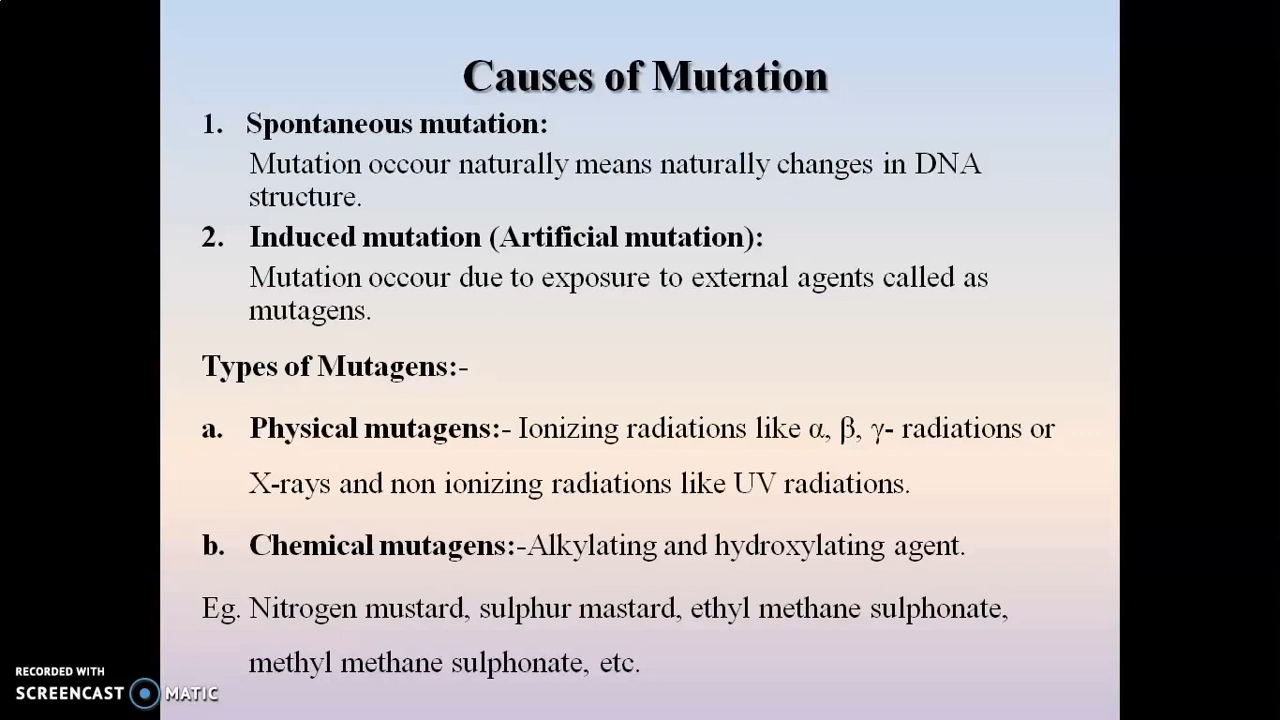 Causes of Mutation
1. Spontaneous mutation:
Mutation occour naturally means naturally changes in DNA
structure.
2. Induced mutation (Artificial mutation):
Mutation occour due to exposure to external agents called as
mutagens.
Types of Mutagens:-
a. Physical mutagens:- Ionizing radiations like α, β, γ- radiations or
X-rays and non ionizing radiations like UV radiations.
b. Chemical mutagens:-Alkylating and hydroxylating agent.
Eg. Nitrogen mustard, sulphur mastard, ethyl methane sulphonate,
methyl methane sulphonate, etc.
RECORDED WITH
SCREENCAST MATIC